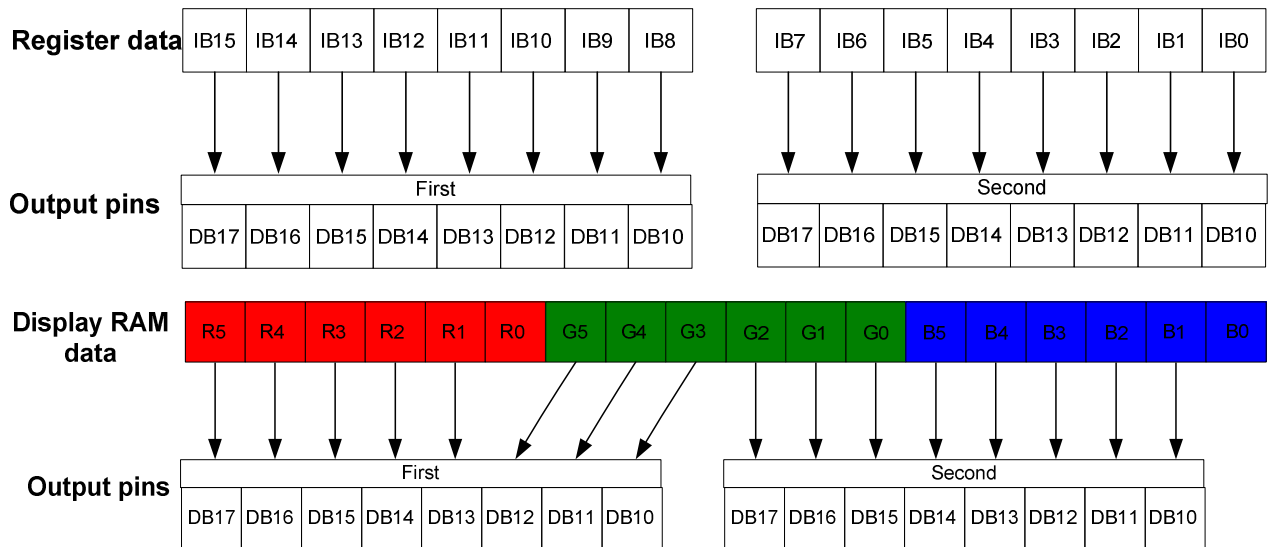 Register data IB15 IB14 IB13 IB12 IB11 IB10 IB9 IB8 IB7 IB6 IB5 IB4 IB3 IB2 IB1 IB0
First Second
Output pins
DB17 DB16 DB15 DB14 DB13 DB12 DB11 DB10 DB17 DB16 DB15 DB14 DB13 DB12 DB11 DB10
Display RAM
data
R5 R4 R3 R2 R1 R0 G5 G4 G3 G2 G1 G0 B5 B4 B3 B2 B1 B0
First Second
Output pins
DB17 DB16 DB15 DB14 DB13 DB12 DB11 DB10 DB17 DB16 DB15 DB14 DB13 DB12 DB11 DB10